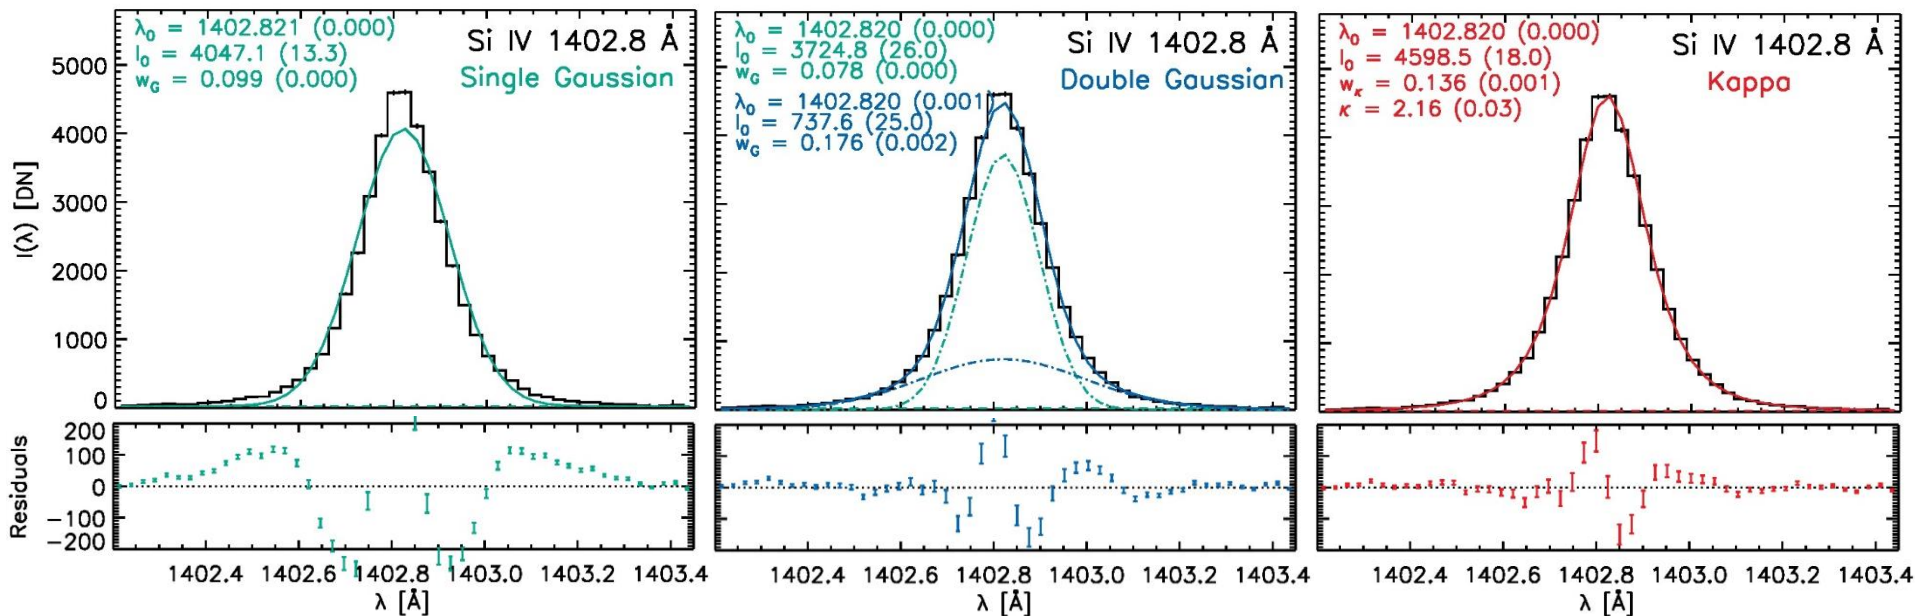 λ₀ = 1402.821 (0.000)
I₀ = 4047.1 (13.3)
w_G = 0.099 (0.000)
Si IV 1402.8 Å
Single Gaussian
I(λ) [DN]
5000
4000
3000
2000
1000
0
Residuals
200
100
0
−100
−200
1402.4 1402.6 1402.8 1403.0 1403.2 1403.4
λ [Å]
λ₀ = 1402.820 (0.000)
I₀ = 3724.8 (26.0)
w_G = 0.078 (0.000)
λ₀ = 1402.820 (0.001)
I₀ = 737.6 (25.0)
w_G = 0.176 (0.002)
Si IV 1402.8 Å
Double Gaussian
1402.4 1402.6 1402.8 1403.0 1403.2 1403.4
λ [Å]
λ₀ = 1402.820 (0.000)
I₀ = 4598.5 (18.0)
w_κ = 0.136 (0.001)
κ = 2.16 (0.03)
Si IV 1402.8 Å
Kappa
1402.4 1402.6 1402.8 1403.0 1403.2 1403.4
λ [Å]